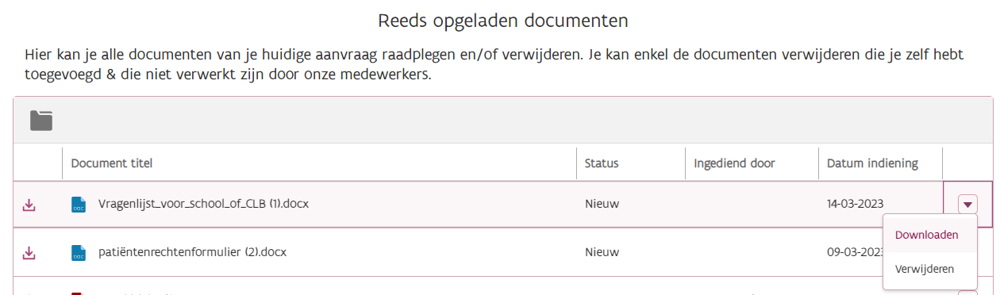 Reeds opgeladen documenten
Hier kan je alle documenten van je huidige aanvraag raadplegen en/of verwijderen. Je kan enkel de documenten verwijderen die je zelf hebt
toegevoegd & die niet verwerkt zijn door onze medewerkers.
Document titel Status Ingediend door Datum indiening
DOC Vragenlijst_voor_school_of_CLB (1).docx Nieuw 14-03-2023
Downloaden
DOC patiëntenrechtenformulier (2).docx Nieuw 09-03-2023
Verwijderen